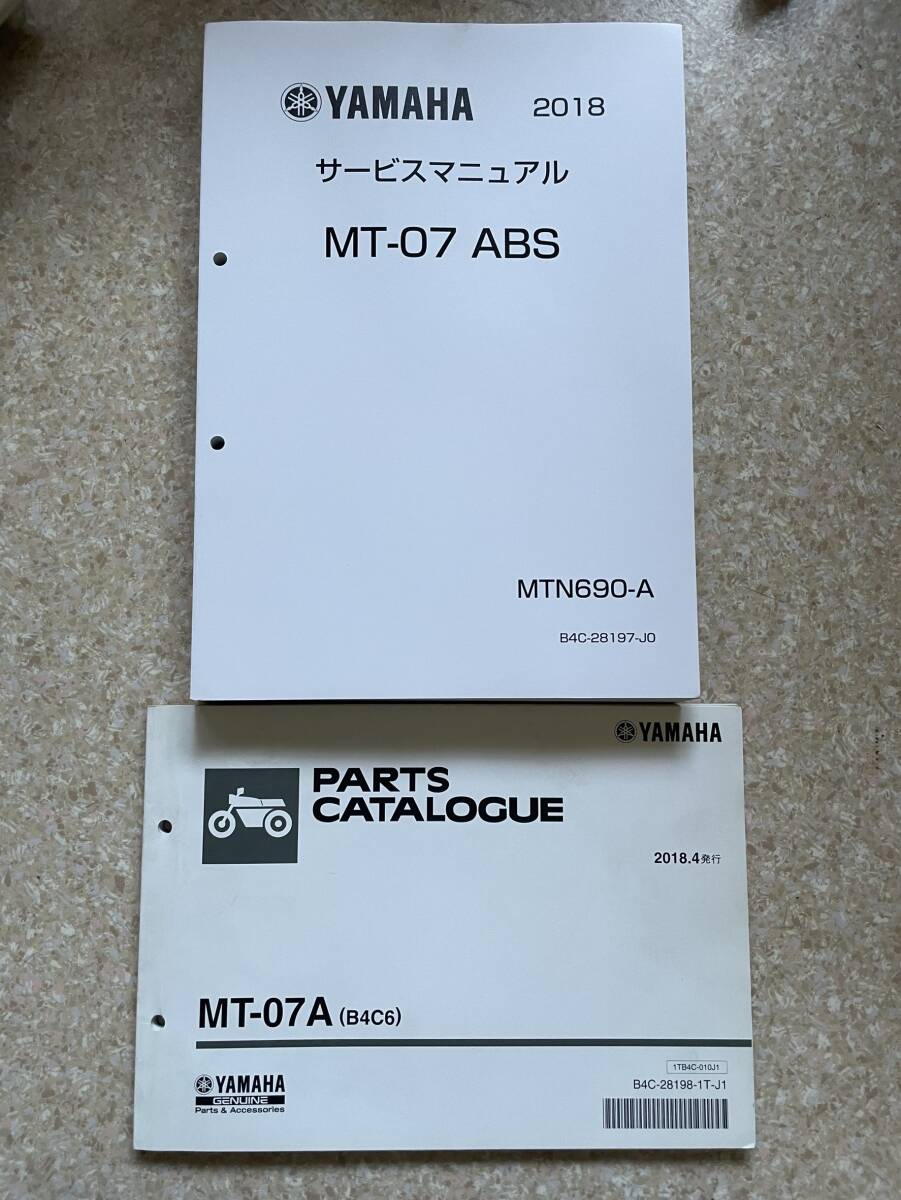 YAMAHA 2018
サービスマニュアル
MT-07 ABS
MTN690-A
B4C-28197-J0
YAMAHA
PARTS
CATALOGUE
2018.4発行
MT-07A (B4C6)
1TB4C-010J1
B4C-28198-1T-J1
YAMAHA
GENUINE
Parts & Accessories